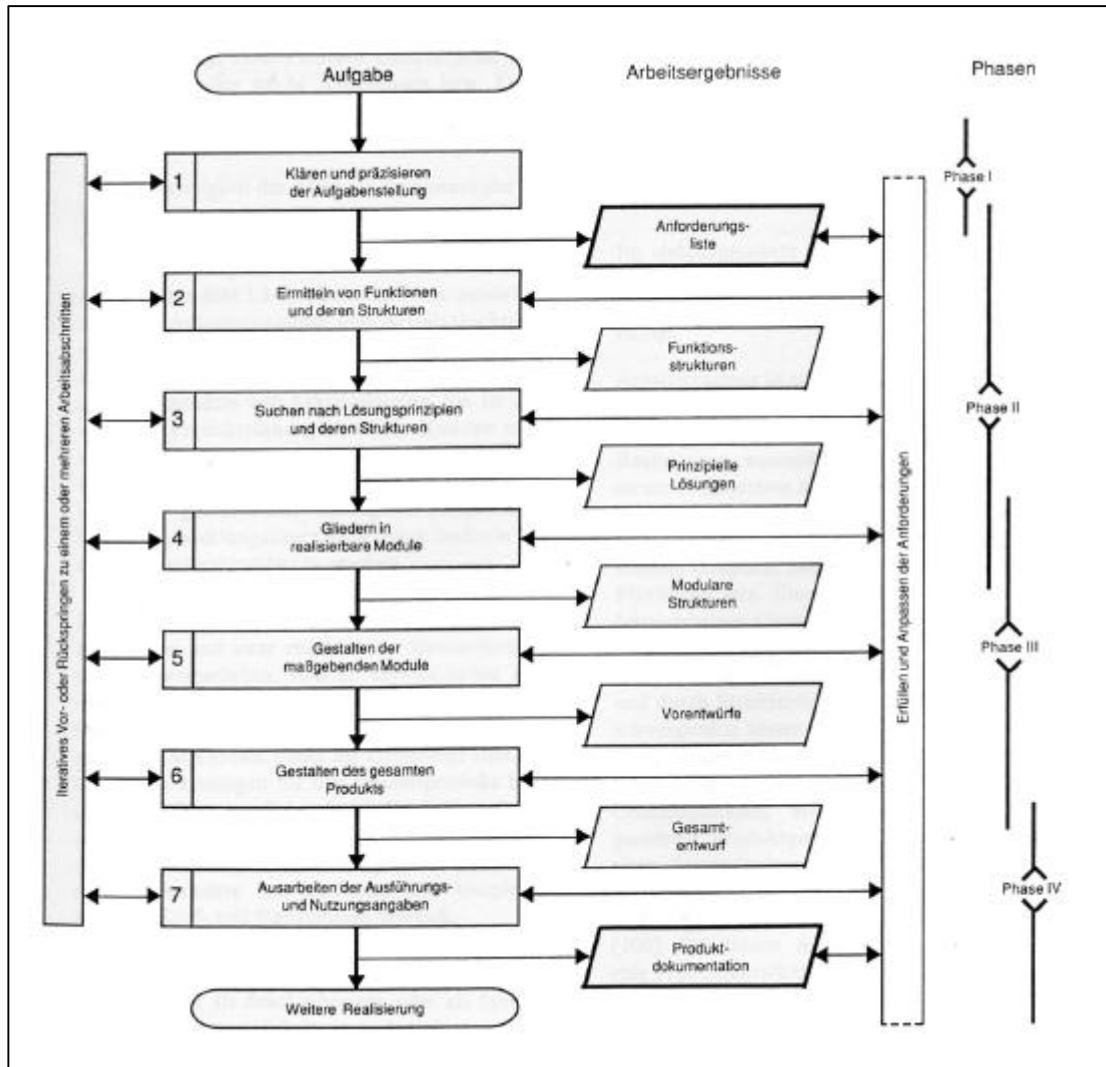 Aufgabe
Arbeitsergebnisse
Phasen
1
Klären und präzisieren
der Aufgabenstellung
Phase I
Anforderungs-
liste
2
Ermitteln von Funktionen
und deren Strukturen
Funktions-
strukturen
3
Suchen nach Lösungsprinzipien
und deren Strukturen
Phase II
Prinzipielle
Lösungen
4
Gliedern in
realisierbare Module
Modulare
Strukturen
5
Gestalten der
maßgebenden Module
Phase III
Vorentwürfe
6
Gestalten des gesamten
Produkts
Gesamt-
entwurf
7
Ausarbeiten der Ausführungs-
und Nutzungsangaben
Phase IV
Produkt-
dokumentation
Weitere Realisierung
Iteratives Vor- oder Rückspringen zu einem oder mehreren Arbeitsabschnitten
Erfüllen und Anpassen der Anforderungen